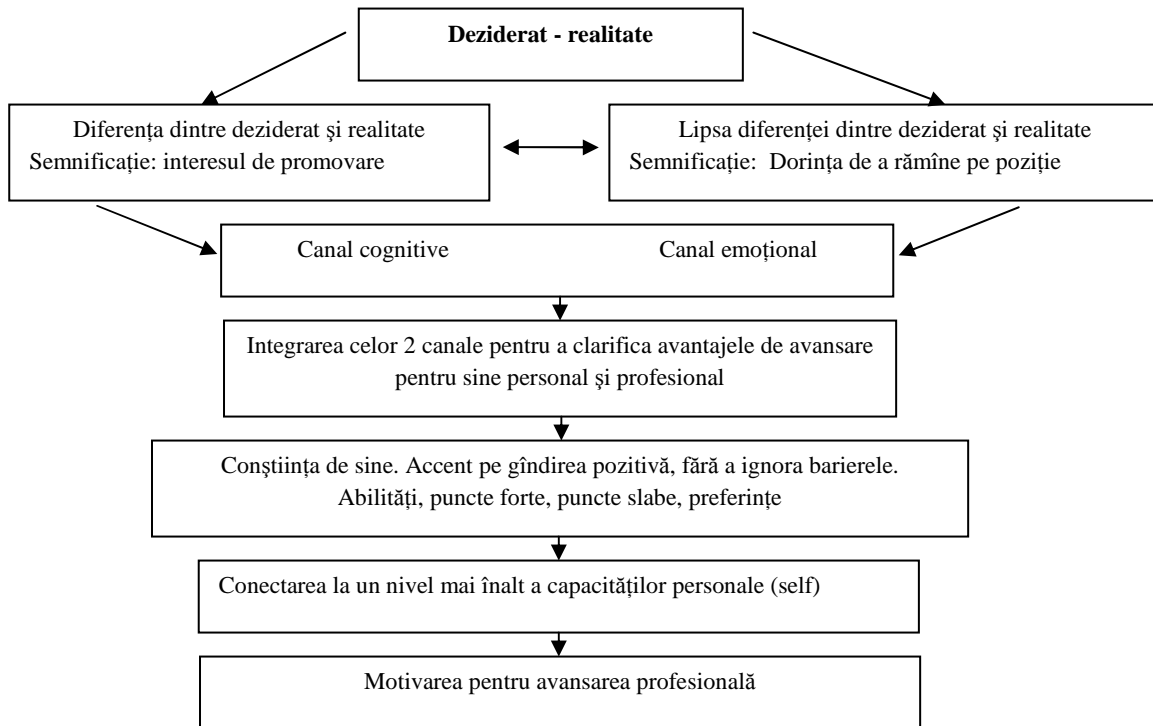 Deziderat - realitate
Diferența dintre deziderat şi realitate
Semnificație: interesul de promovare
Lipsa diferenței dintre deziderat şi realitate
Semnificație: Dorința de a rămîne pe poziție
Canal cognitive
Canal emoțional
Integrarea celor 2 canale pentru a clarifica avantajele de avansare
pentru sine personal şi profesional
Conştiința de sine. Accent pe gîndirea pozitivă, fără a ignora barierele.
Abilități, puncte forte, puncte slabe, preferințe
Conectarea la un nivel mai înalt a capacităților personale (self)
Motivarea pentru avansarea profesională